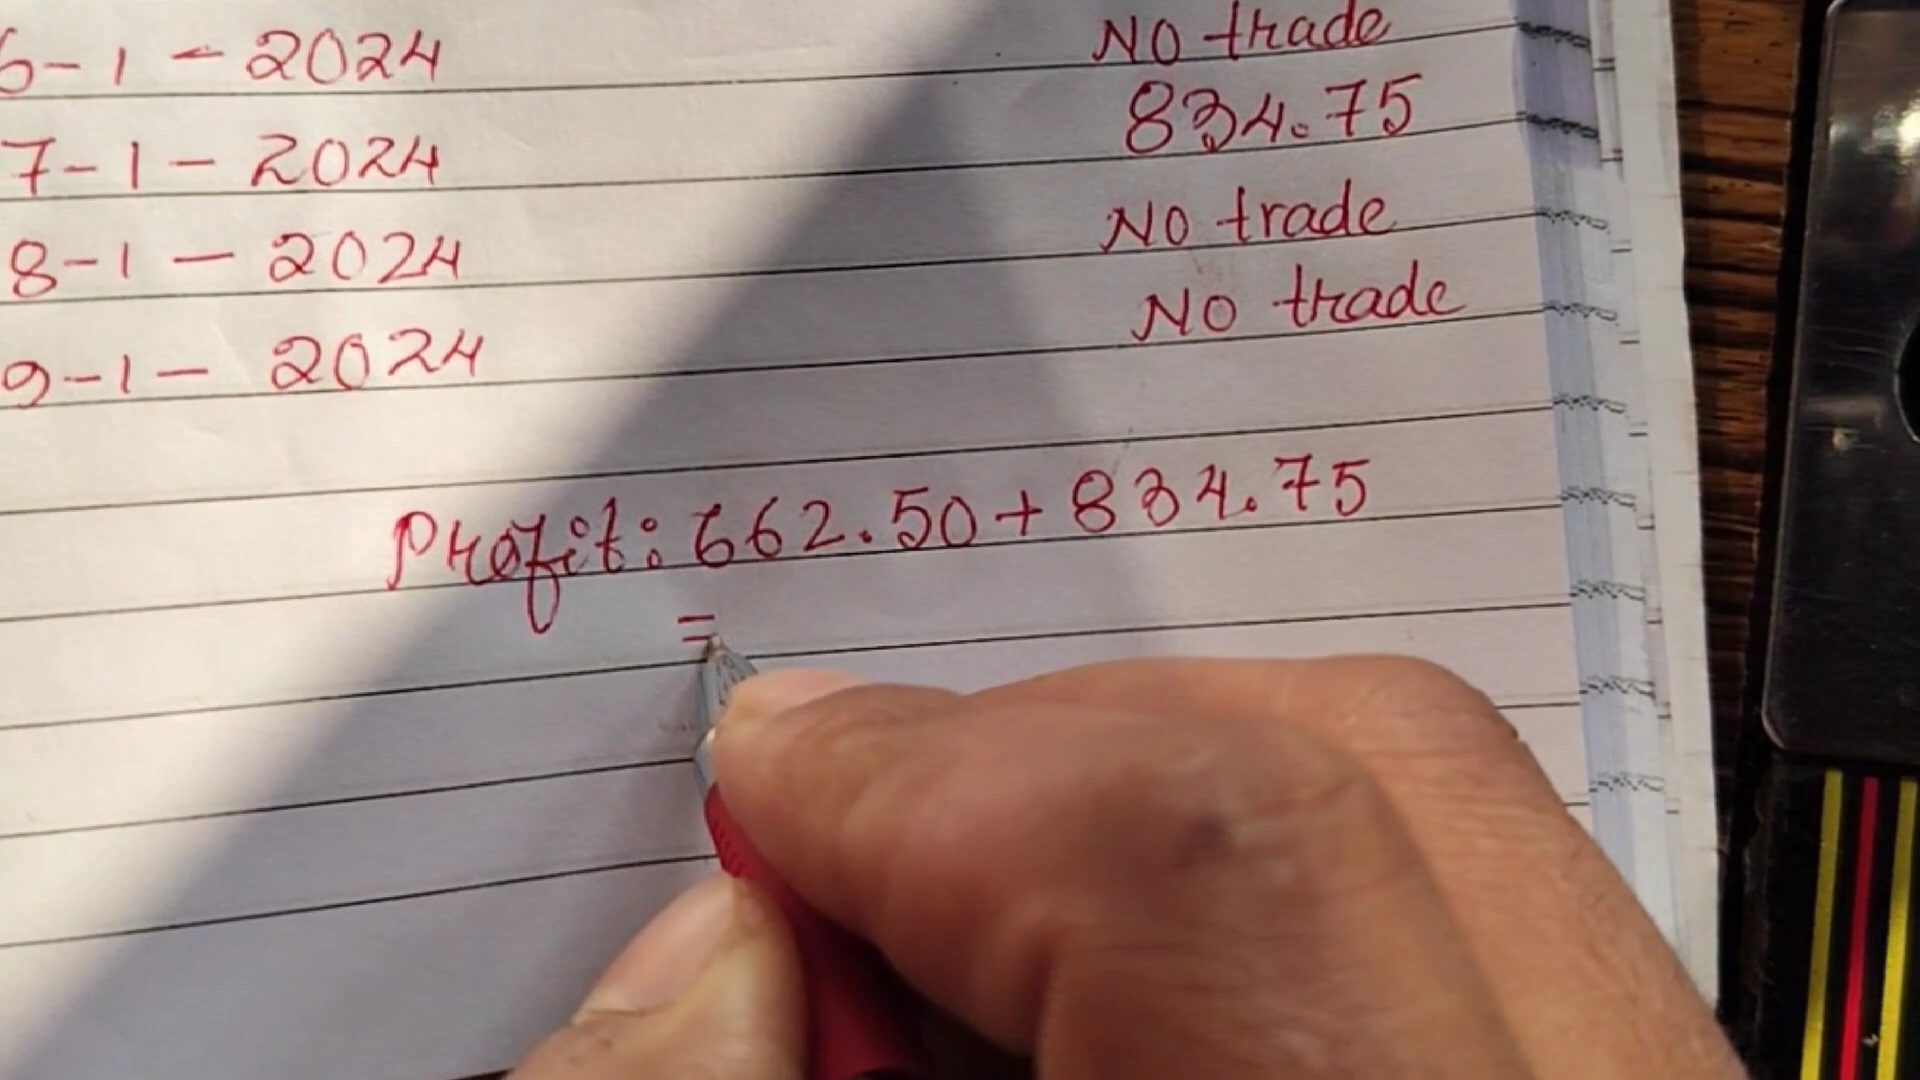 6-1-2024 No trade
7-1-2024 834.75
8-1-2024 No trade
9-1-2024 No trade
Profit: 662.50+834.75
=